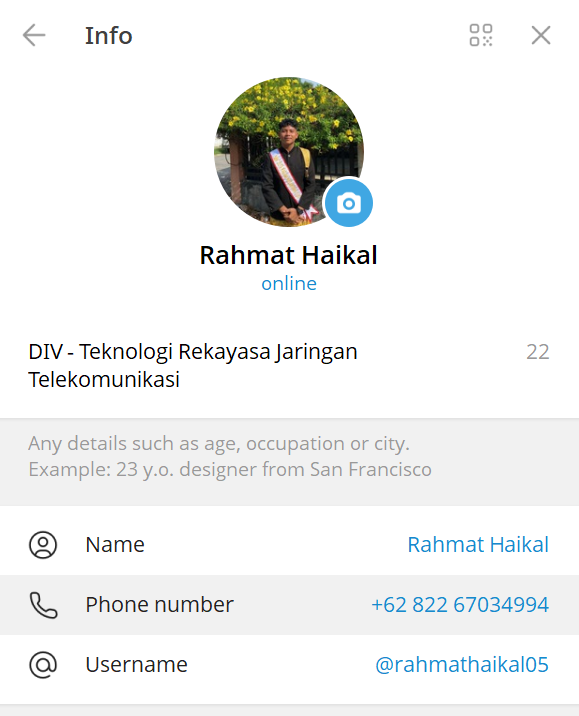 Info
Rahmat Haikal
online
DIV - Teknologi Rekayasa Jaringan
Telekomunikasi
22
Any details such as age, occupation or city.
Example: 23 y.o. designer from San Francisco
Name
Rahmat Haikal
Phone number
+62 822 67034994
Username
@rahmathaikal05